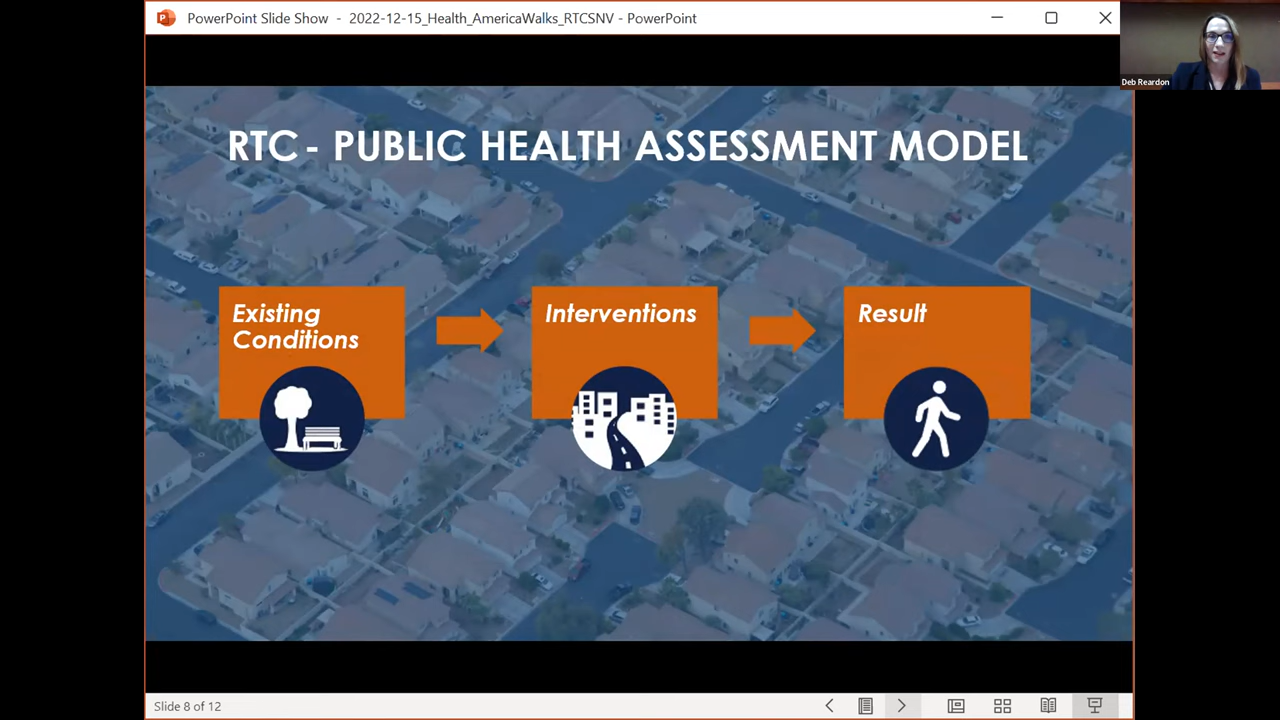 PowerPoint Slide Show - 2022-12-15_Health_AmericaWalks_RTCSNV - PowerPoint
Deb Reardon
RTC - PUBLIC HEALTH ASSESSMENT MODEL
Existing
Conditions
Interventions
Result
Slide 8 of 12